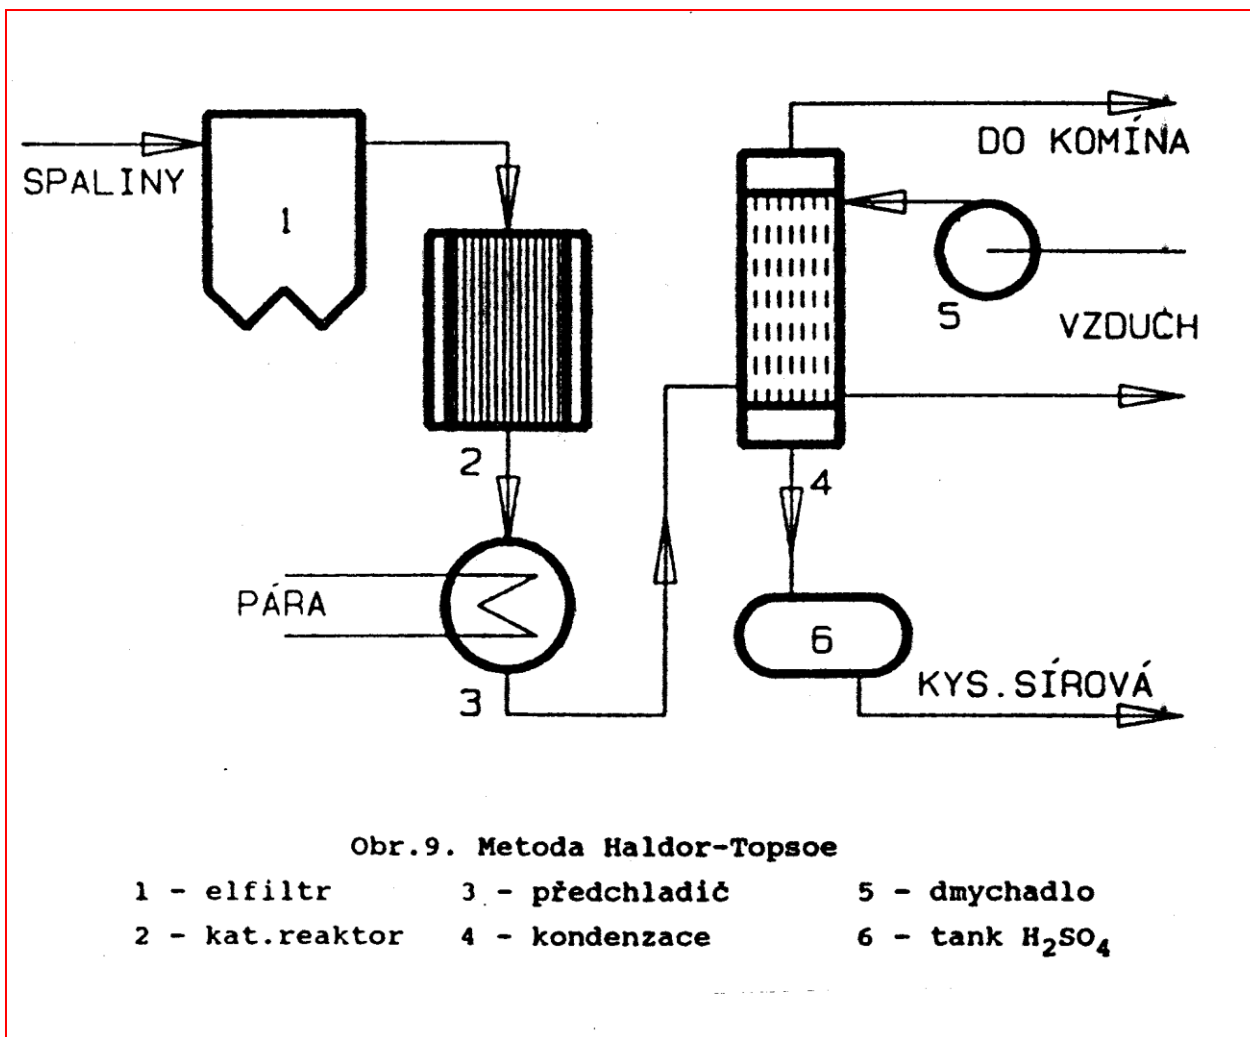 SPALINY
1
2
PÁRA
3
DO KOMÍNA
5
VZDUCH
4
6
KYS.SÍROVÁ
Obr.9. Metoda Haldor-Topsoe
1 - elfiltr 3 - předchladič 5 - dmychadlo
2 - kat.reaktor 4 - kondenzace 6 - tank H₂SO₄